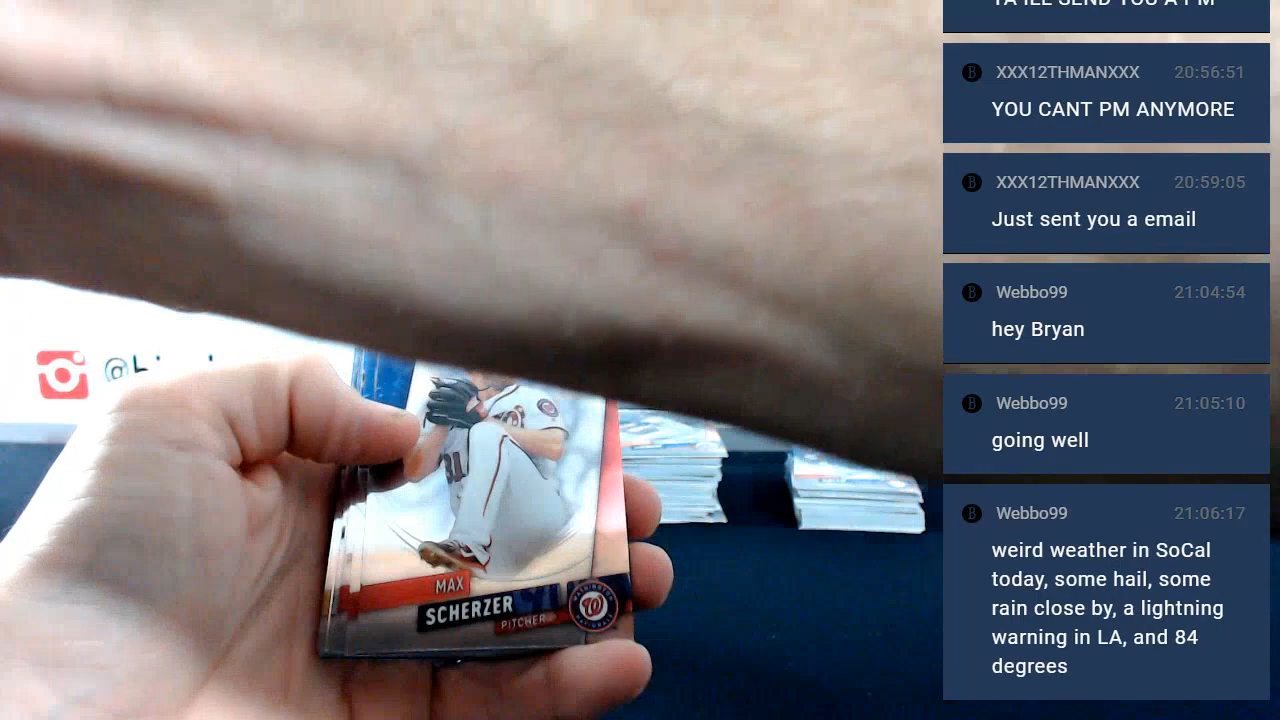 XXX12THMANXXX 20:56:51
YOU CANT PM ANYMORE
XXX12THMANXXX 20:59:05
Just sent you a email
Webbo99 21:04:54
hey Bryan
Webbo99 21:05:10
going well
Webbo99 21:06:17
weird weather in SoCal
today, some hail, some
rain close by, a lightning
warning in LA, and 84
degrees
31
MAX
SCHERZER
PITCHER
W